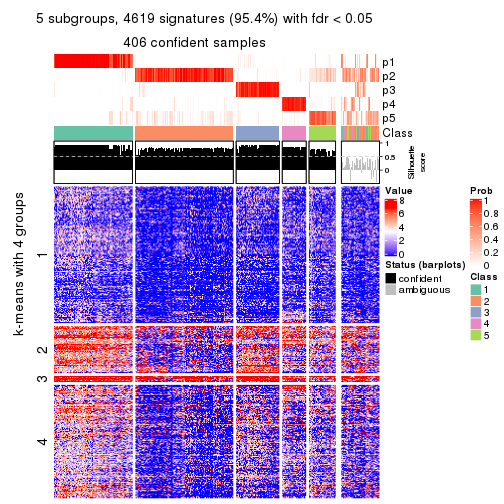 5 subgroups, 4619 signatures (95.4%) with fdr < 0.05
406 confident samples
p1
p2
p3
p4
p5
Class
1
0.5
0
Silhouette
score
k-means with 4 groups
1
2
3
4
Value
8
6
4
2
0
Status (barplots)
confident
ambiguous
Prob
1
0.8
0.6
0.4
0.2
0
Class
1
2
3
4
5